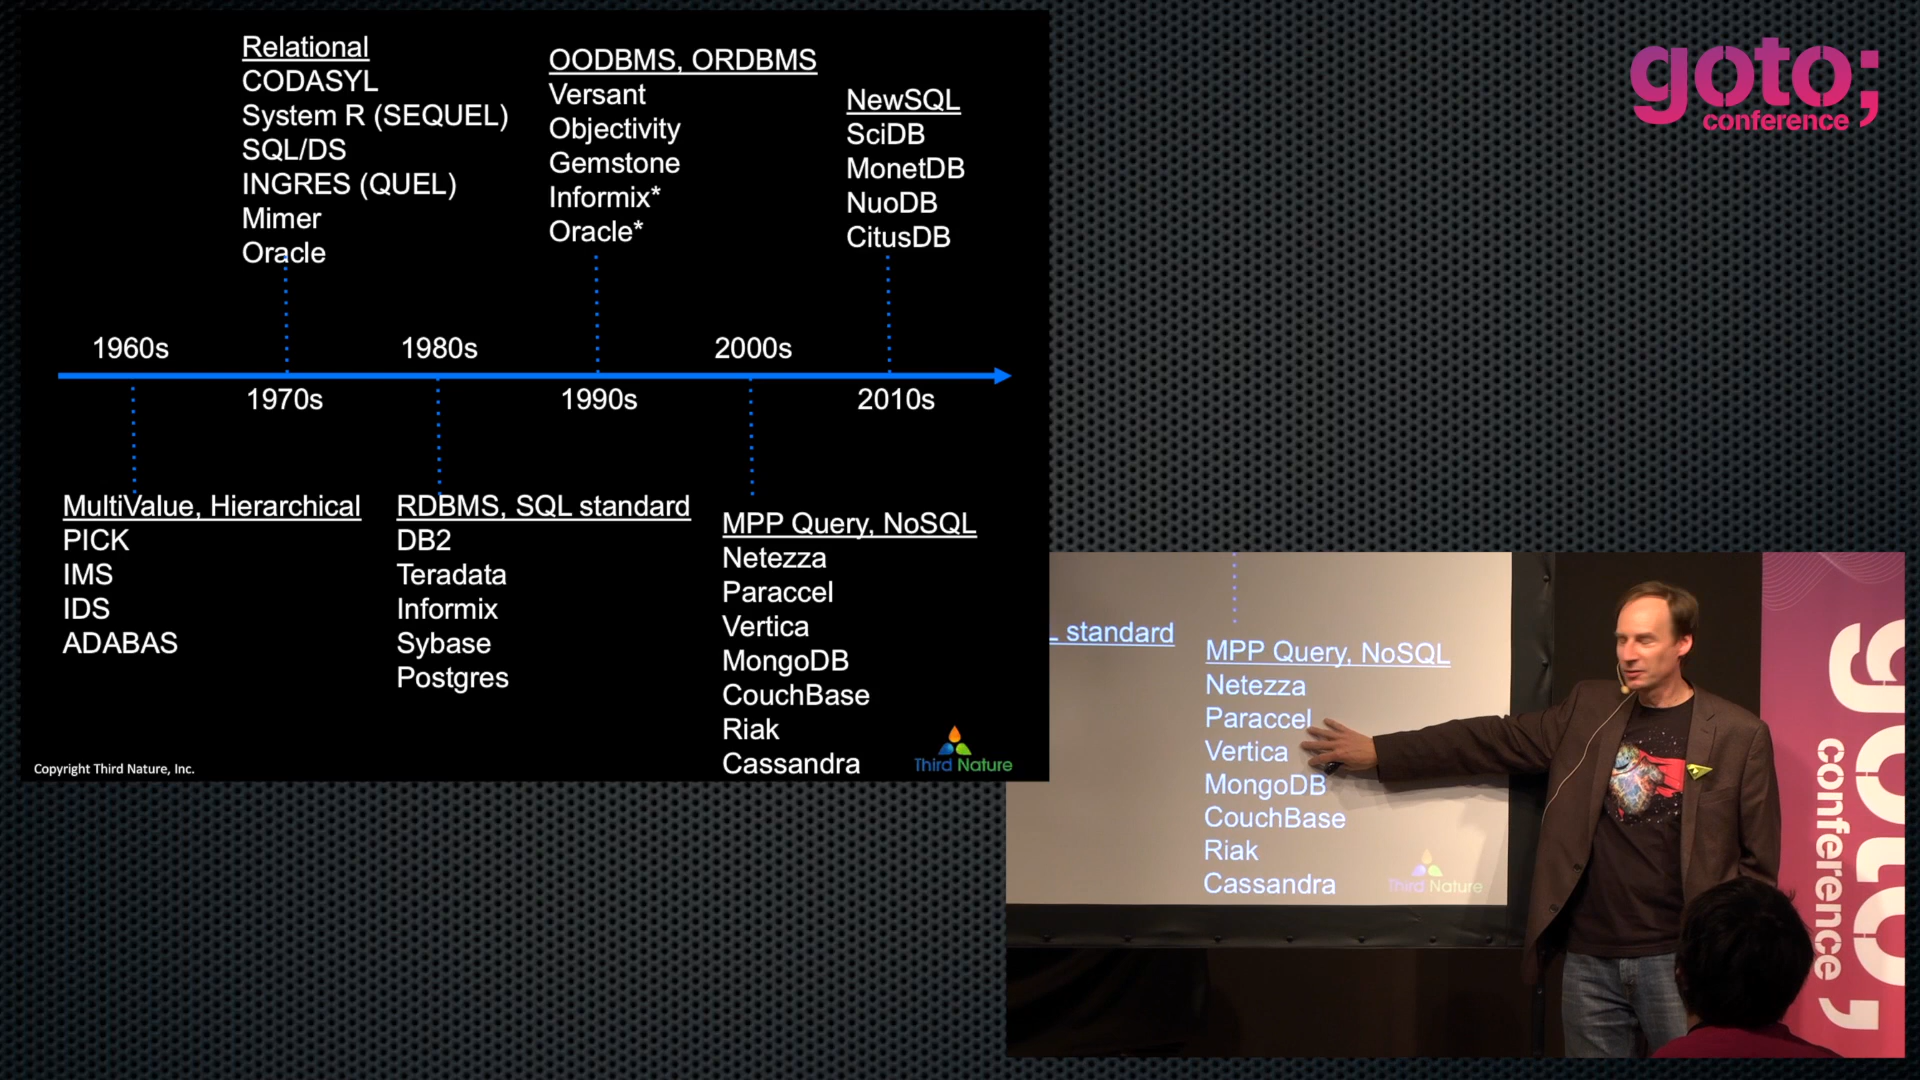 Relational
CODASYL
System R (SEQUEL)
SQL/DS
INGRES (QUEL)
Mimer
Oracle
OODBMS, ORDBMS
Versant
Objectivity
Gemstone
Informix*
Oracle*
NewSQL
SciDB
MonetDB
NuoDB
CitusDB
1960s
1970s
1980s
1990s
2000s
2010s
MultiValue, Hierarchical
PICK
IMS
IDS
ADABAS
RDBMS, SQL standard
DB2
Teradata
Informix
Sybase
Postgres
MPP Query, NoSQL
Netezza
Paraccel
Vertica
MongoDB
CouchBase
Riak
Cassandra
Copyright Third Nature, Inc.
Third Nature
goto;
conference
L standard
MPP Query, NoSQL
Netezza
Paraccel
Vertica
MongoDB
CouchBase
Riak
Cassandra
Third Nature
goto;
conference